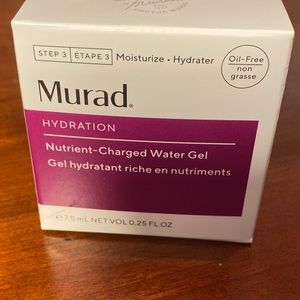 STEP 3 | ÉTAPE 3 Moisturize • Hydrater
Oil-Free
non
grasse
Murad®
HYDRATION
Nutrient-Charged Water Gel
Gel hydratant riche en nutriments
℮ 7.5 mL NET VOL 0.25 FL OZ